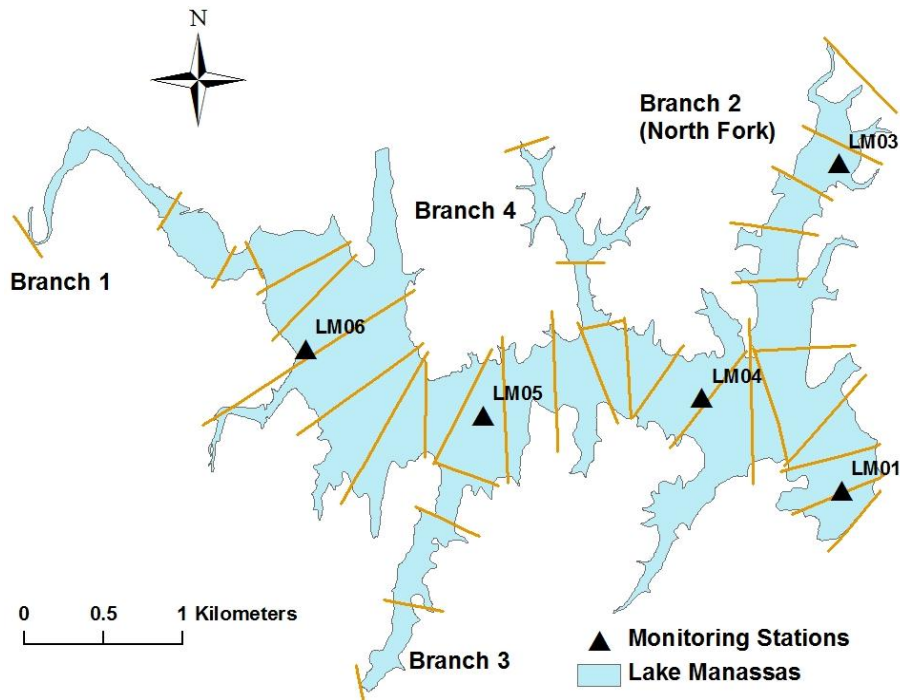 N
Branch 2
(North Fork)
LM03
Branch 4
Branch 1
LM06
LM05
LM04
LM01
0 0.5 1 Kilometers
Branch 3
Monitoring Stations
Lake Manassas